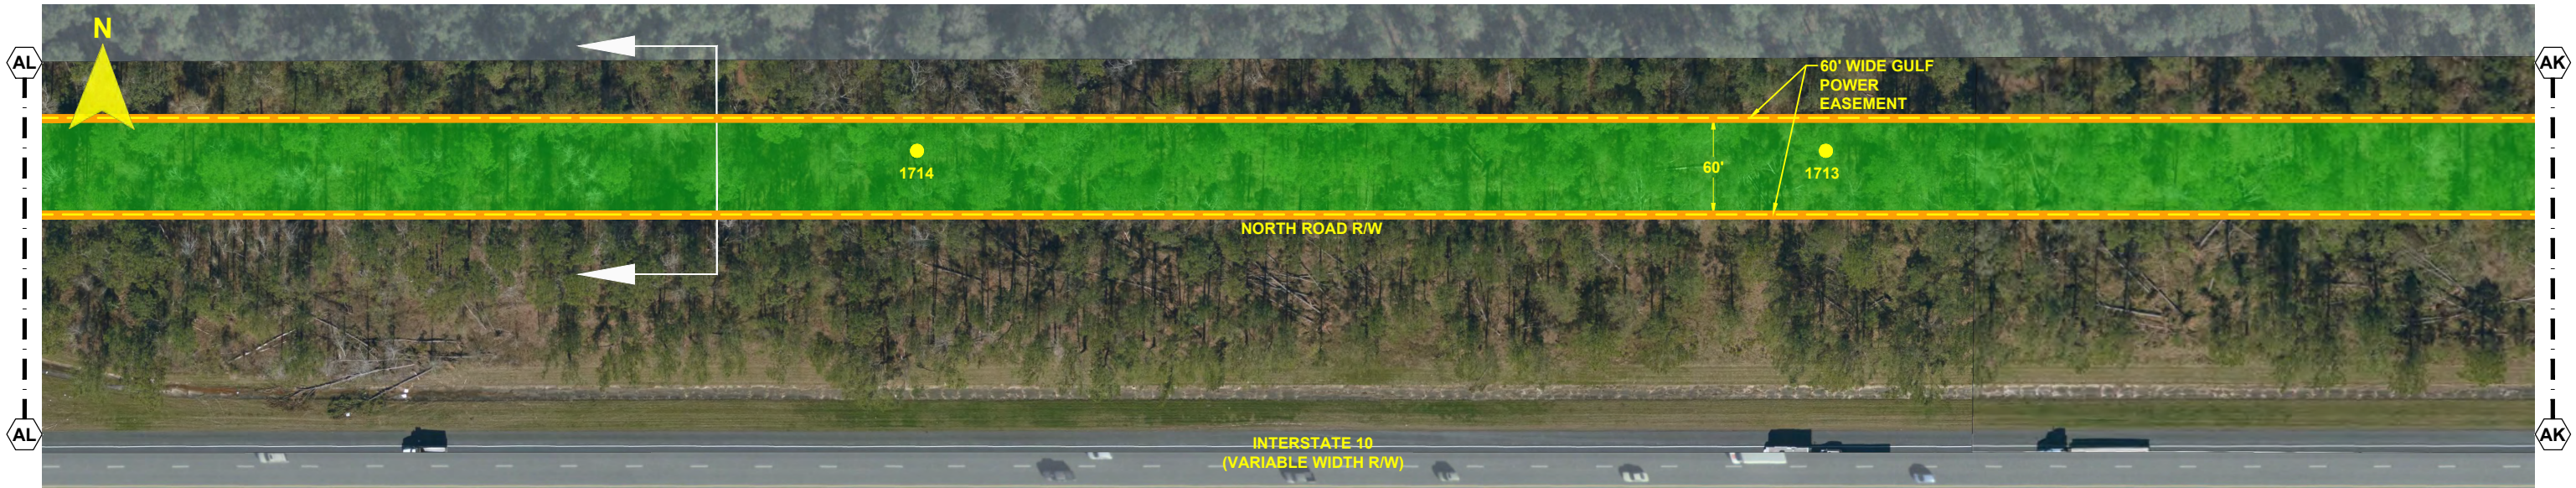 N
AL
AK
60' WIDE GULF
POWER
EASEMENT
1714
60'
1713
NORTH ROAD R/W
AL
AK
INTERSTATE 10
(VARIABLE WIDTH R/W)